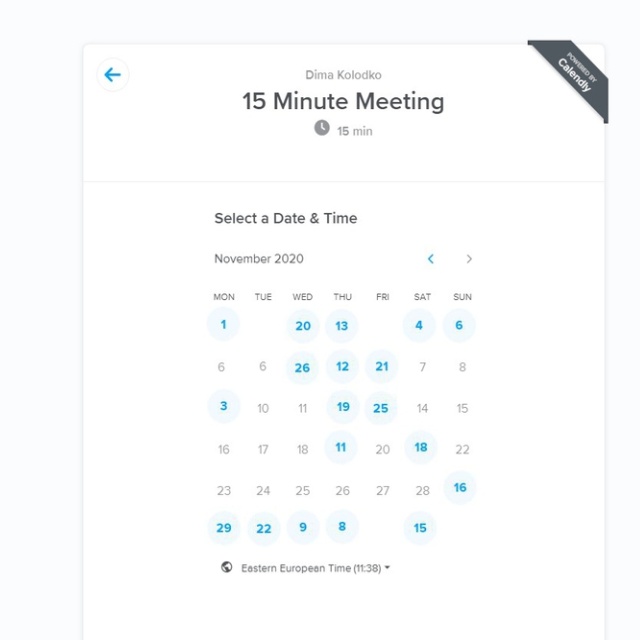 POWERED BY
Calendly
Dima Kolodko
15 Minute Meeting
15 min
Select a Date & Time
November 2020
MON TUE WED THU FRI SAT SUN
1 20 13 4 6
6 6 26 12 21 7 8
3 10 11 19 25 14 15
16 17 18 11 20 18 22
23 24 25 26 27 28 16
29 22 9 8 15
Eastern European Time (11:38)